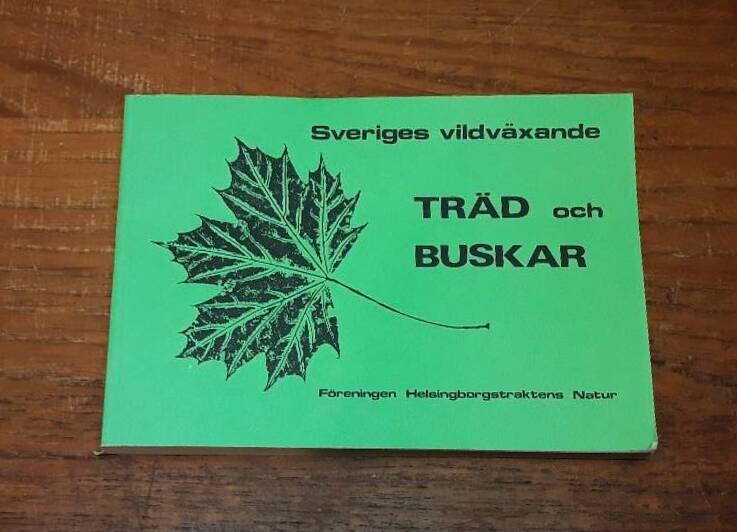 Sveriges vildväxande
TRÄD och
BUSKAR
Föreningen Helsingborgstraktens Natur